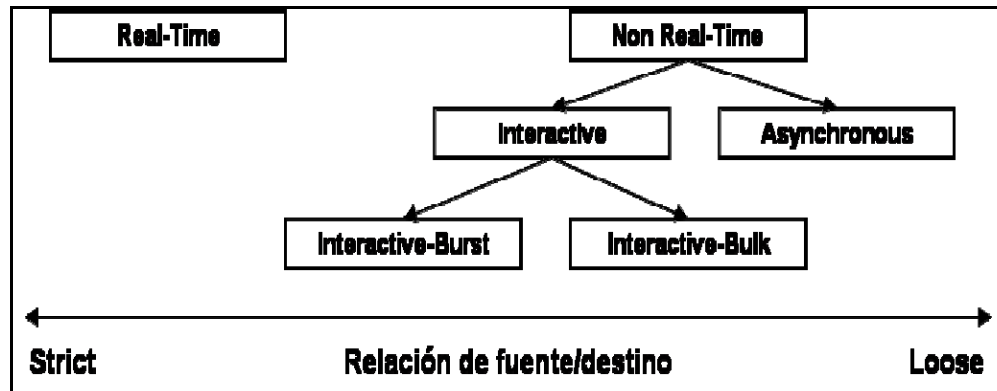 Real-Time
Non Real-Time
Interactive
Asynchronous
Interactive-Burst
Interactive-Bulk
Strict
Relación de fuente/destino
Loose